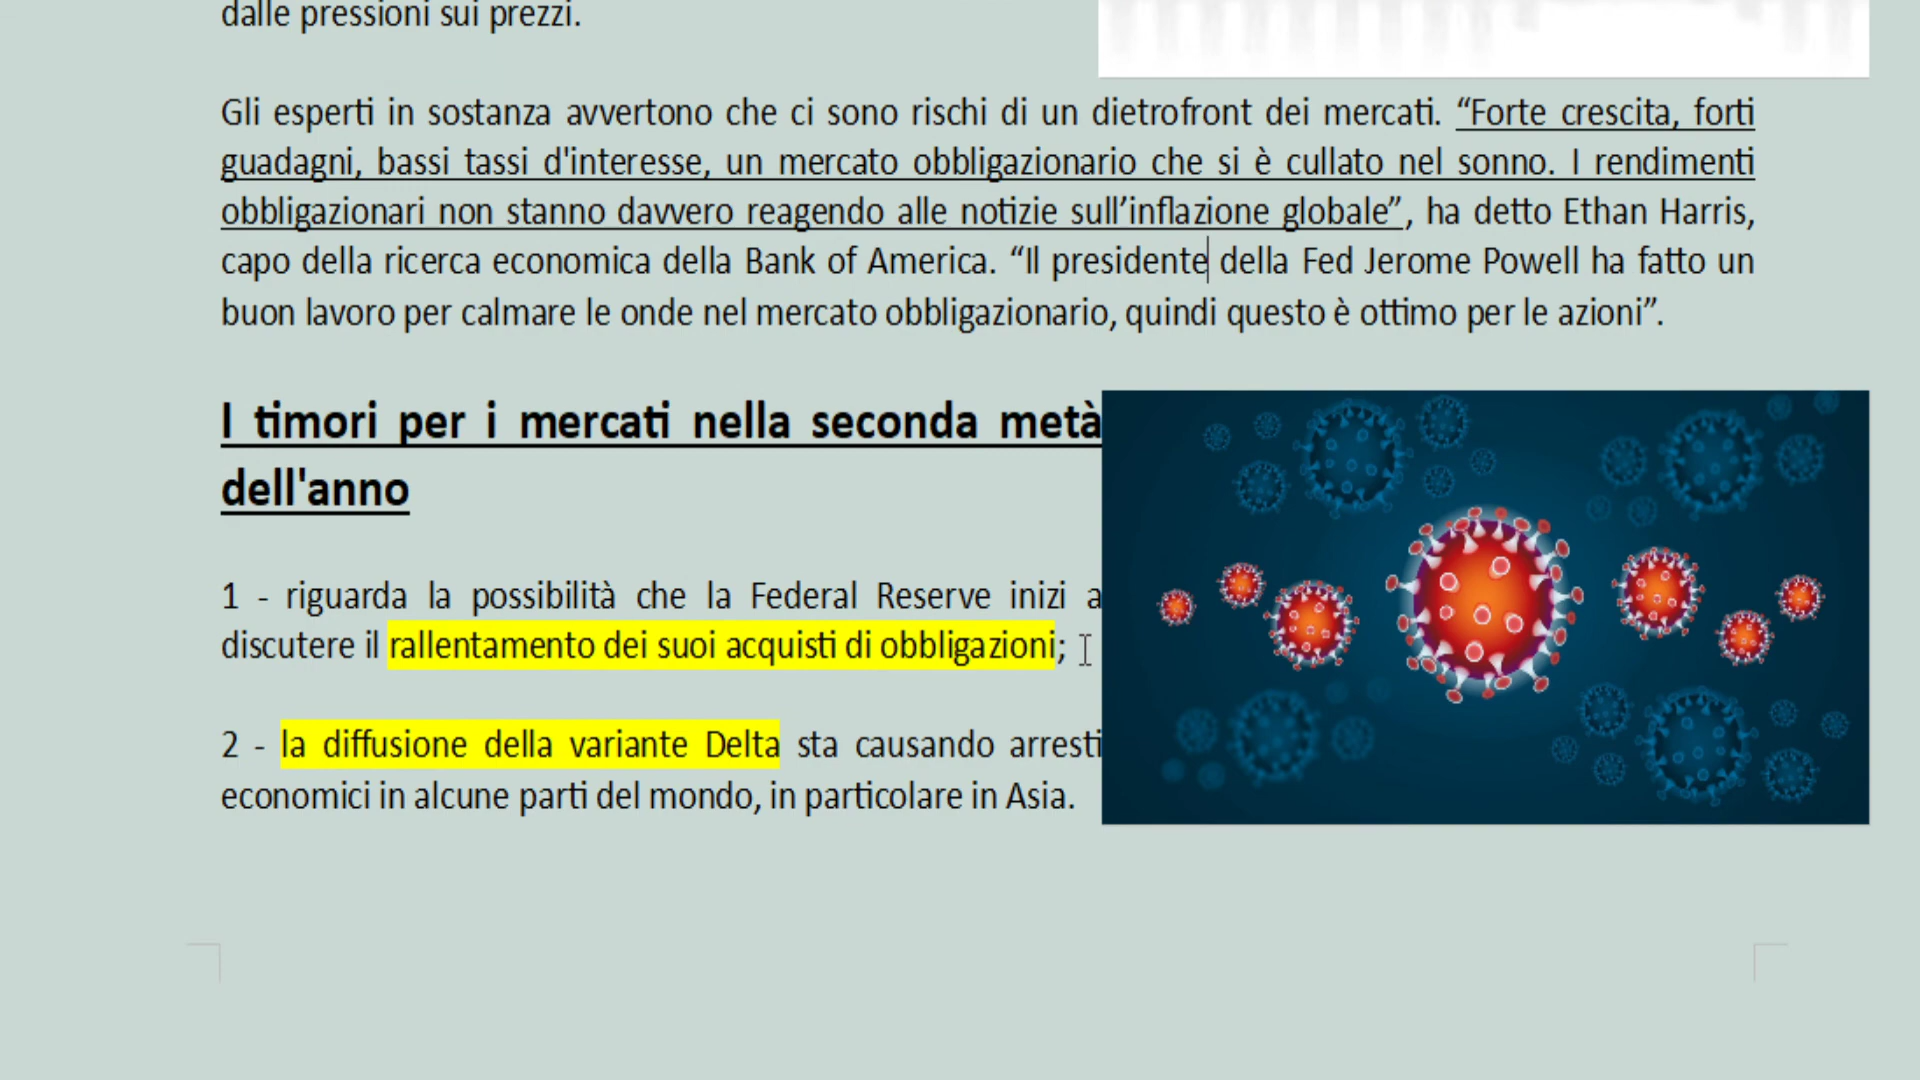 dalle pressioni sui prezzi.
Gli esperti in sostanza avvertono che ci sono rischi di un dietrofront dei mercati. “Forte crescita, forti
guadagni, bassi tassi d'interesse, un mercato obbligazionario che si è cullato nel sonno. I rendimenti
obbligazionari non stanno davvero reagendo alle notizie sull’inflazione globale”, ha detto Ethan Harris,
capo della ricerca economica della Bank of America. “Il presidente della Fed Jerome Powell ha fatto un
buon lavoro per calmare le onde nel mercato obbligazionario, quindi questo è ottimo per le azioni”.
I timori per i mercati nella seconda metà
dell'anno
1 - riguarda la possibilità che la Federal Reserve inizi a
discutere il rallentamento dei suoi acquisti di obbligazioni;
2 - la diffusione della variante Delta sta causando arresti
economici in alcune parti del mondo, in particolare in Asia.